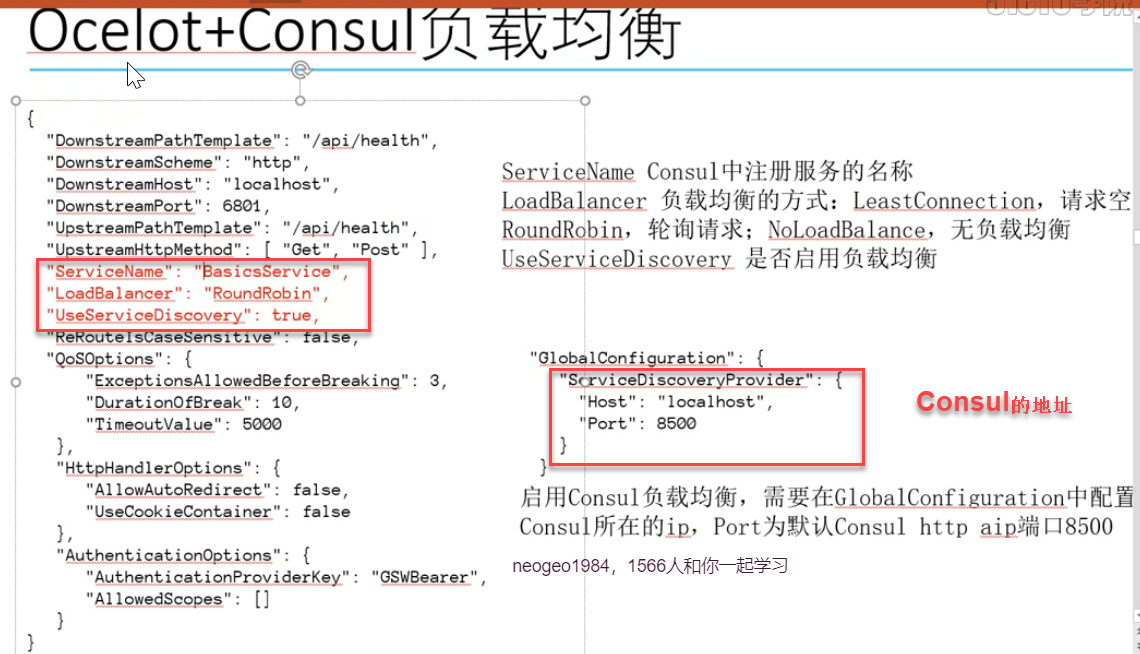 Ocelot+Consul负载均衡
{
"DownstreamPathTemplate": "/api/health",
"DownstreamScheme": "http",
"DownstreamHost": "localhost",
"DownstreamPort": 6801,
"UpstreamPathTemplate": "/api/health",
"UpstreamHttpMethod": [ "Get", "Post" ],
"ServiceName": "BasicsService",
"LoadBalancer": "RoundRobin",
"UseServiceDiscovery": true,
"ReRouteIsCaseSensitive": false,
"QoSOptions": {
"ExceptionsAllowedBeforeBreaking": 3,
"DurationOfBreak": 10,
"TimeoutValue": 5000
},
"HttpHandlerOptions": {
"AllowAutoRedirect": false,
"UseCookieContainer": false
},
"AuthenticationOptions": {
"AuthenticationProviderKey": "GSWBearer",
"AllowedScopes": []
}
}
ServiceName Consul中注册服务的名称
LoadBalancer 负载均衡的方式：LeastConnection，请求空
RoundRobin，轮询请求；NoLoadBalance，无负载均衡
UseServiceDiscovery 是否启用负载均衡
"GlobalConfiguration": {
"ServiceDiscoveryProvider": {
"Host": "localhost",
"Port": 8500
}
}
Consul的地址
启用Consul负载均衡，需要在GlobalConfiguration中配置
Consul所在的ip，Port为默认Consul http aip端口8500
neogeo1984，1566人和你一起学习